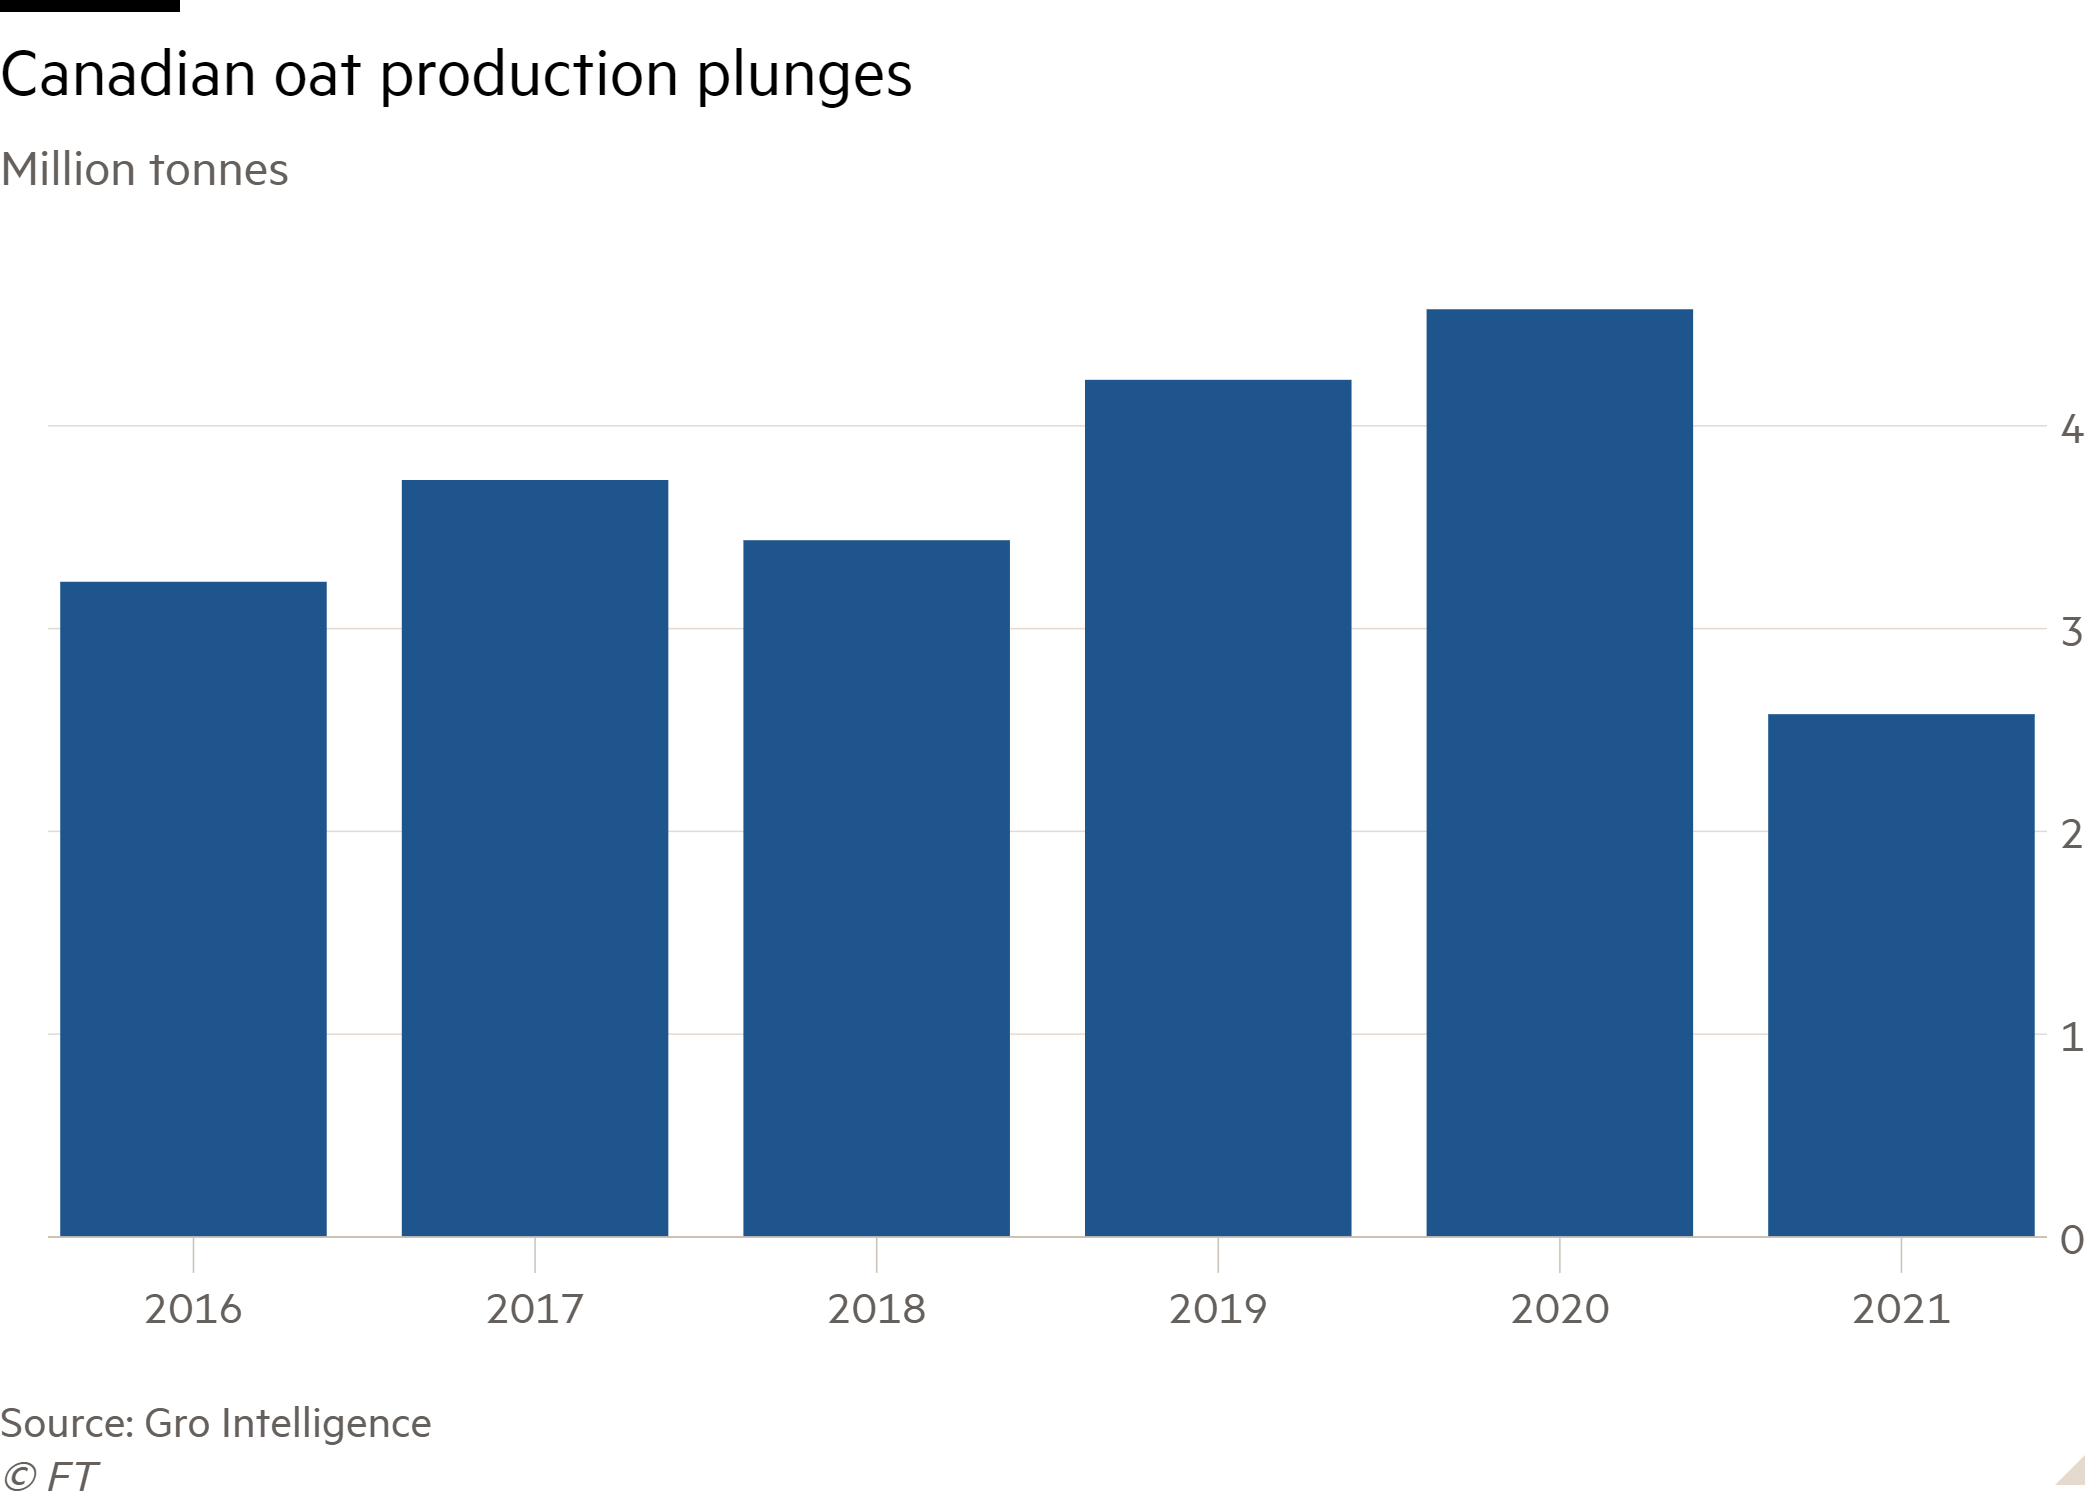 Canadian oat production plunges
Million tonnes
4
3
2
1
0
2016 2017 2018 2019 2020 2021
Source: Gro Intelligence
© FT